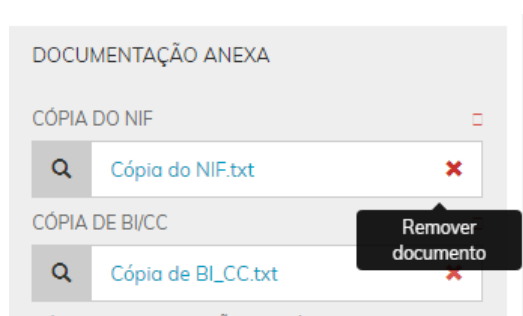 DOCUMENTAÇÃO ANEXA
CÓPIA DO NIF
Cópia do NIF.txt
CÓPIA DE BI/CC
Remover
documento
Cópia de BI_CC.txt